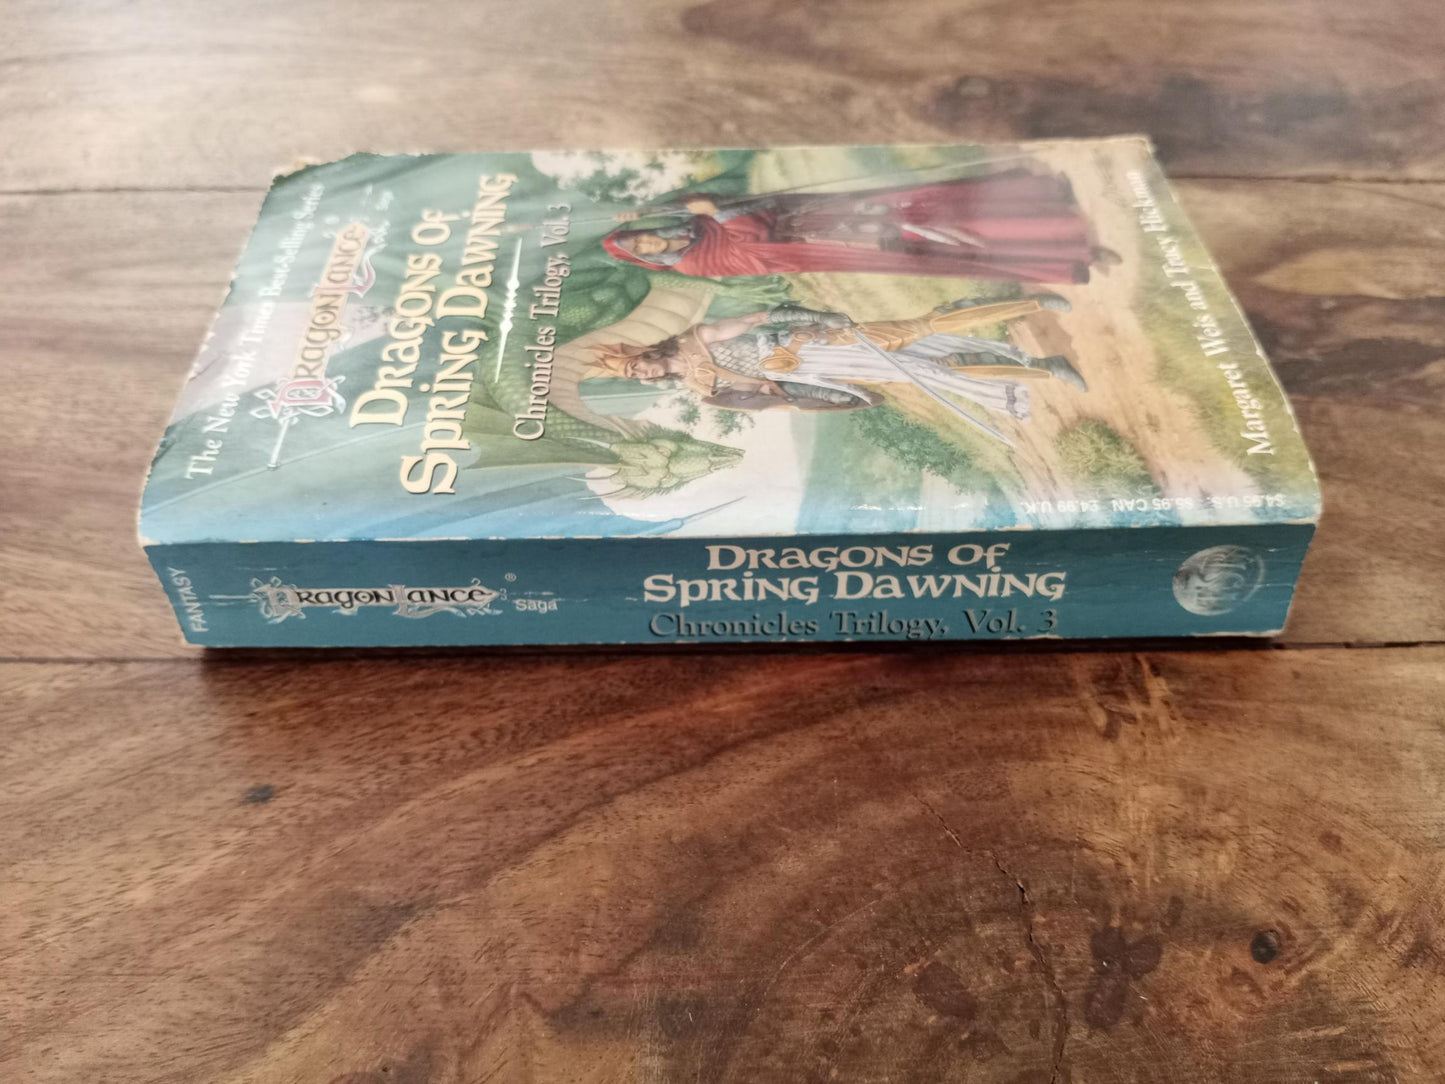 The New York Times Best-Selling Series
DRAGONLANCE
Saga
DRAGONS OF
SPRING DAWNING
Chronicles Trilogy, Vol. 3
Margaret Weis and Tracy Hickman
$4.95 U.S. $5.95 CAN £4.99 U.K.
FANTASY
DRAGONLANCE®
Saga
DRAGONS OF
SPRING DAWNING
Chronicles Trilogy, Vol. 3
TSR